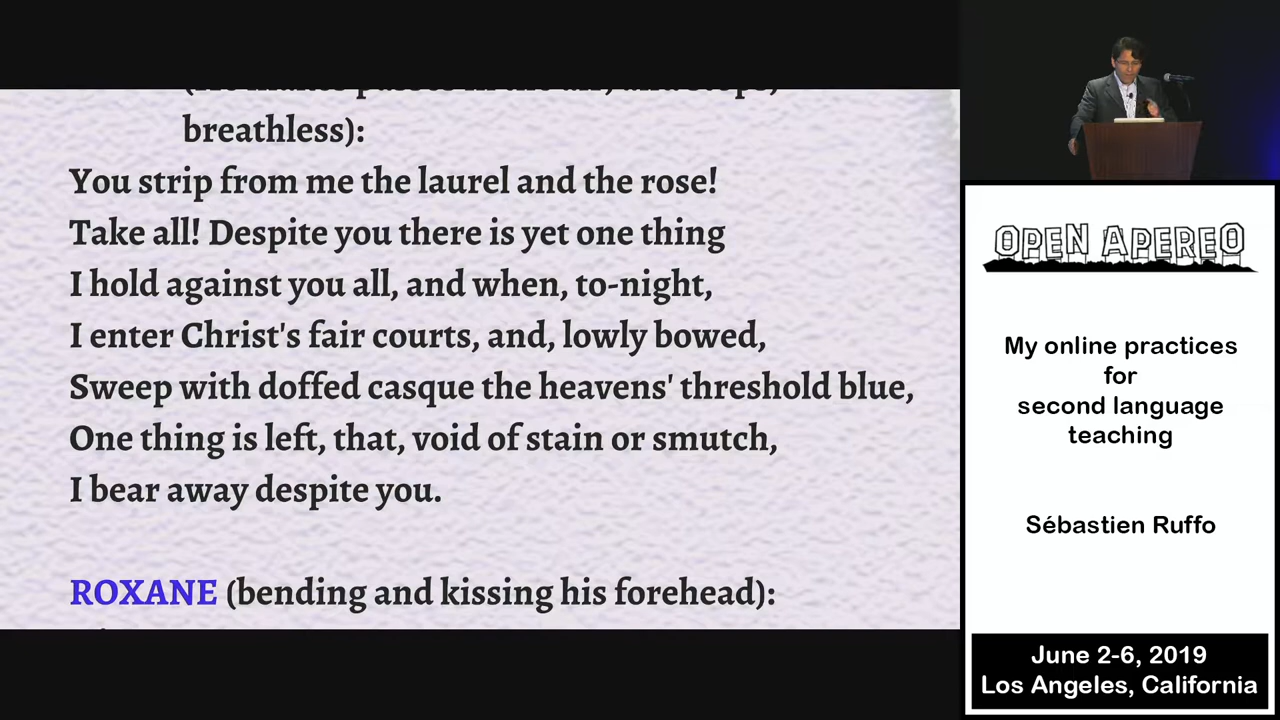 breathless):
You strip from me the laurel and the rose!
Take all! Despite you there is yet one thing
I hold against you all, and when, to-night,
I enter Christ's fair courts, and, lowly bowed,
Sweep with doffed casque the heavens' threshold blue,
One thing is left, that, void of stain or smutch,
I bear away despite you.
ROXANE (bending and kissing his forehead):
OPEN APEREO
My online practices
for
second language
teaching
Sébastien Ruffo
June 2-6, 2019
Los Angeles, California